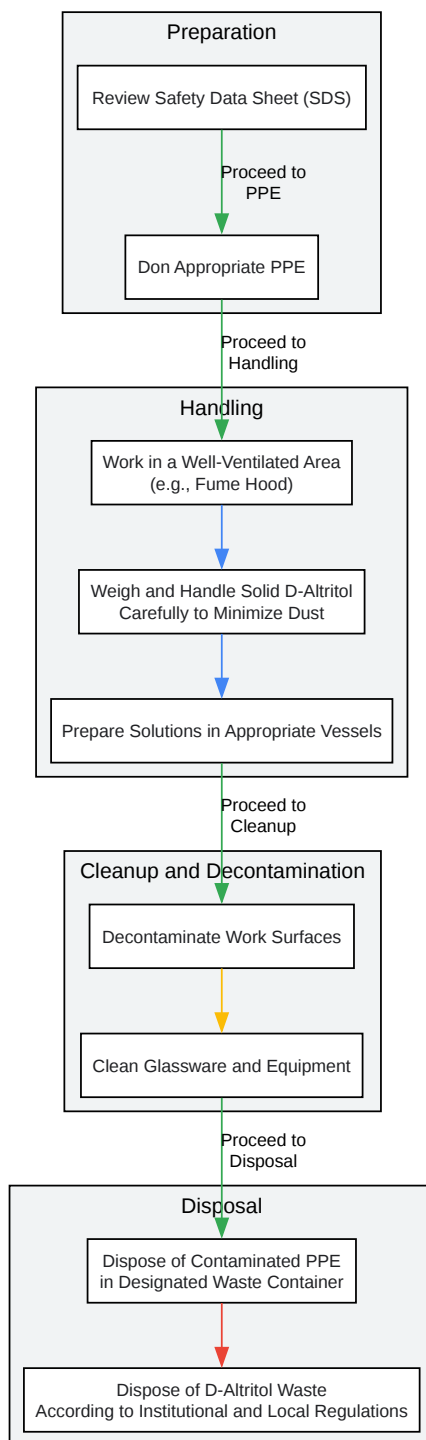 Preparation
Review Safety Data Sheet (SDS)
Proceed to
PPE
Don Appropriate PPE
Proceed to
Handling
Handling
Work in a Well-Ventilated Area
(e.g., Fume Hood)
Weigh and Handle Solid D-Altritol
Carefully to Minimize Dust
Prepare Solutions in Appropriate Vessels
Proceed to
Cleanup
Cleanup and Decontamination
Decontaminate Work Surfaces
Clean Glassware and Equipment
Proceed to
Disposal
Disposal
Dispose of Contaminated PPE
in Designated Waste Container
Dispose of D-Altritol Waste
According to Institutional and Local Regulations